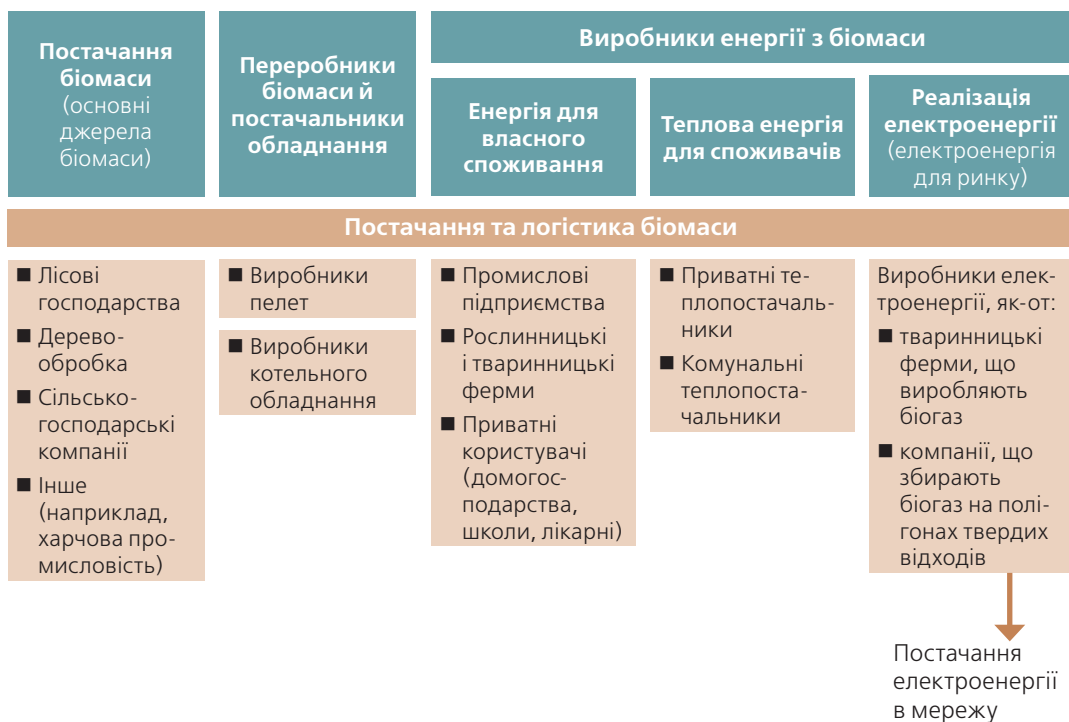 Постачання
біомаси
(основні
джерела
біомаси)
Переробники
біомаси й
постачальники
обладнання
Виробники енергії з біомаси
Енергія для
власного
споживання
Теплова енергія
для споживачів
Реалізація
електроенергії
(електроенергія
для ринку)
Постачання та логістика біомаси
■ Лісові
господарства
■ Дерево-
обробка
■ Сільсько-
господарські
компанії
■ Інше
(наприклад,
харчова про-
мисловість)
■ Виробники
пелет
■ Виробники
котельного
обладнання
■ Промислові
підприємства
■ Рослинницькі
і тваринницькі
ферми
■ Приватні
користувачі
(домогос-
подарства,
школи, лікарні)
■ Приватні те-
плопостачаль-
ники
■ Комунальні
теплопоста-
чальники
Виробники елек-
троенергії, як-от:
■ тваринницькі
ферми, що
виробляють
біогаз
■ компанії, що
збирають
біогаз на полі-
гонах твердих
відходів
Постачання
електроенергії
в мережу